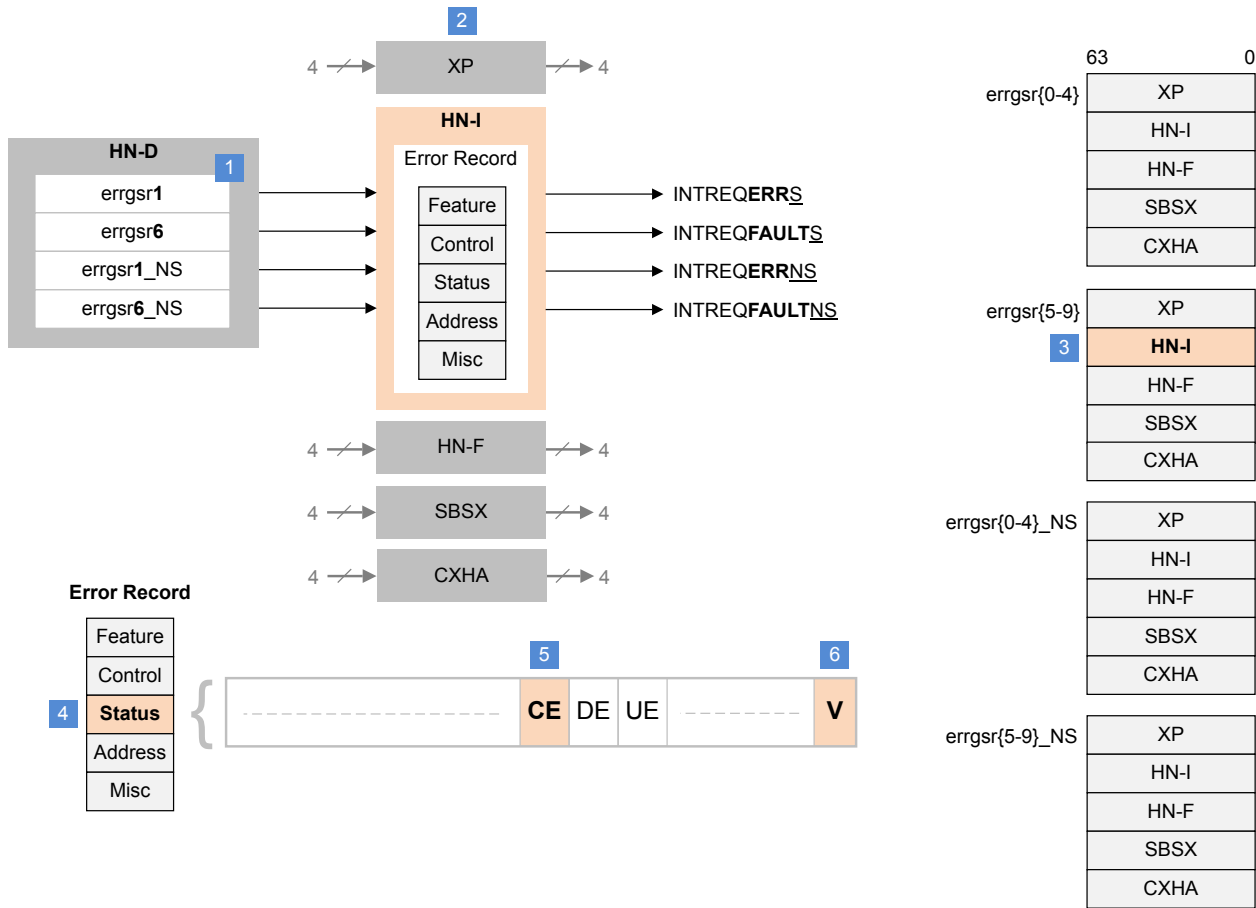 2
4
XP
4
HN-I
Error Record
Feature
Control
Status
Address
Misc
HN-D
1
errgsr1
errgsr6
errgsr1_NS
errgsr6_NS
INTREQERRS
INTREQFAULTS
INTREQERRNS
INTREQFAULTNS
4
HN-F
4
4
SBSX
4
4
CXHA
4
Error Record
Feature
Control
4
Status
Address
Misc
{
5
6
CE
DE
UE
V
63
0
errgsr{0-4}
XP
HN-I
HN-F
SBSX
CXHA
errgsr{5-9}
XP
3
HN-I
HN-F
SBSX
CXHA
errgsr{0-4}_NS
XP
HN-I
HN-F
SBSX
CXHA
errgsr{5-9}_NS
XP
HN-I
HN-F
SBSX
CXHA